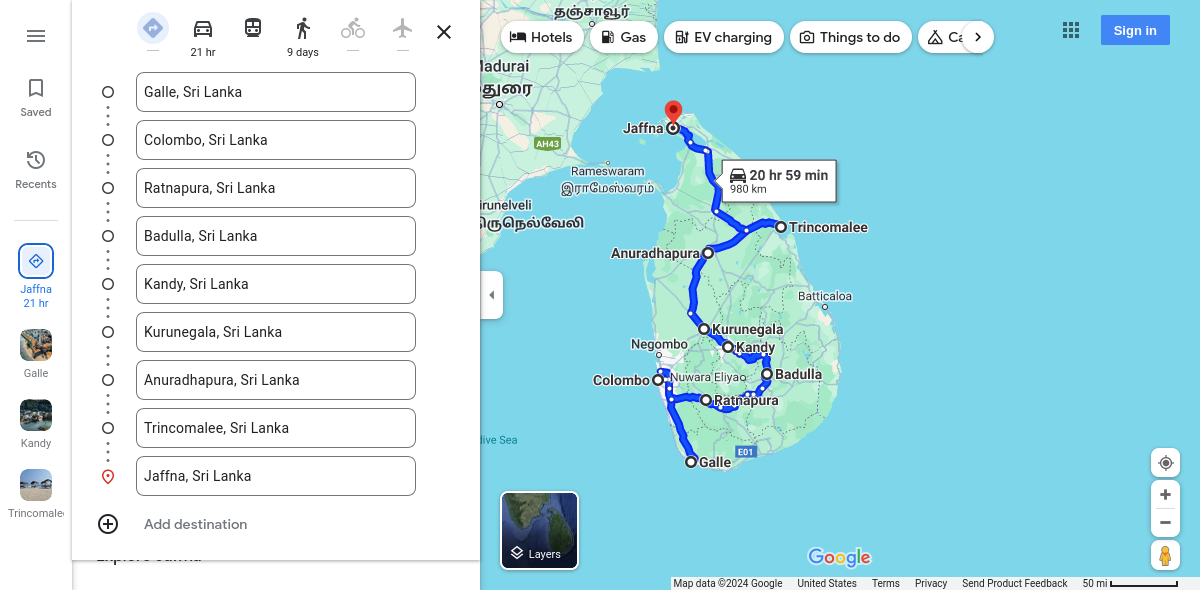 Saved
Recents
Jaffna
21 hr
Galle
Kandy
Trincomalee
21 hr
9 days
Galle, Sri Lanka
Colombo, Sri Lanka
Ratnapura, Sri Lanka
Badulla, Sri Lanka
Kandy, Sri Lanka
Kurunegala, Sri Lanka
Anuradhapura, Sri Lanka
Trincomalee, Sri Lanka
Jaffna, Sri Lanka
Add destination
Hotels
Gas
EV charging
Things to do
Ca
Sign in
தஞ்சாவூர்
Madurai
துரை
AH43
Rameswaram
இராமேஸ்வரம்
irunelveli
ிருநெல்வேலி
Jaffna
20 hr 59 min
980 km
Trincomalee
Anuradhapura
Batticaloa
Kurunegala
Negombo
Kandy
Colombo
Nuwara Eliya
Badulla
Ratnapura
dive Sea
E01
Galle
Layers
Google
Map data ©2024 Google
United States
Terms
Privacy
Send Product Feedback
50 mi